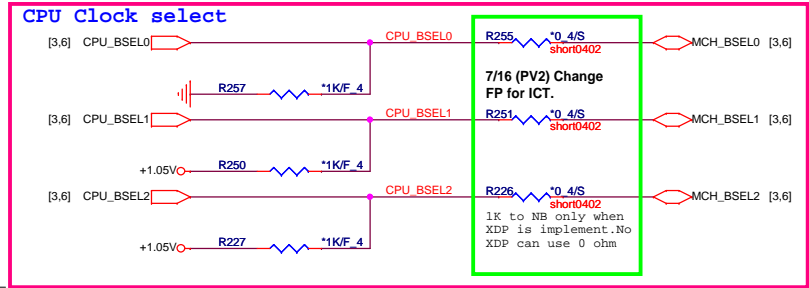 CPU Clock select
[3,6] CPU_BSEL0 CPU_BSEL0 R255 *0_4/S MCH_BSEL0 [3,6]
short0402
7/16 (PV2) Change
FP for ICT.
R257 *1K/F_4
[3,6] CPU_BSEL1 CPU_BSEL1 R251 *0_4/S MCH_BSEL1 [3,6]
short0402
+1.05V R250 *1K/F_4
[3,6] CPU_BSEL2 CPU_BSEL2 R226 *0_4/S MCH_BSEL2 [3,6]
short0402
1K to NB only when
XDP is implement.No
XDP can use 0 ohm
+1.05V R227 *1K/F_4